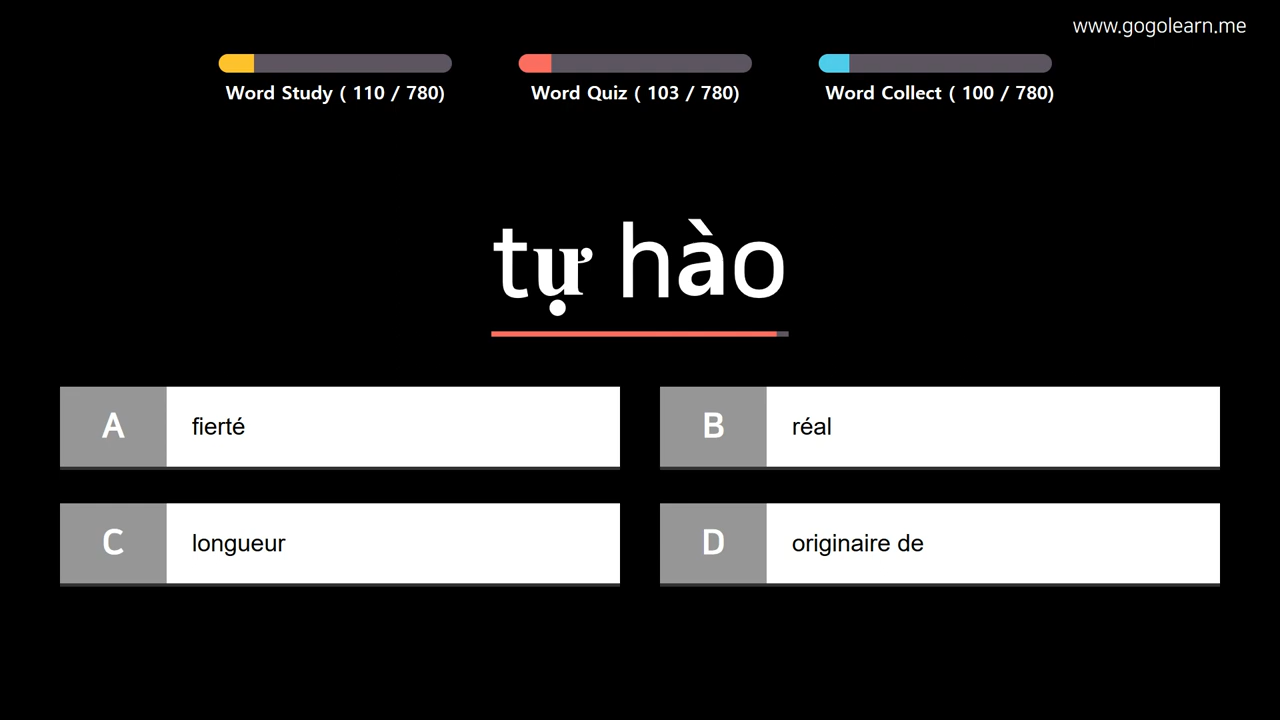 www.gogolearn.me
Word Study ( 110 / 780)
Word Quiz ( 103 / 780)
Word Collect ( 100 / 780)
tự hào
A fierté
B réal
C longueur
D originaire de